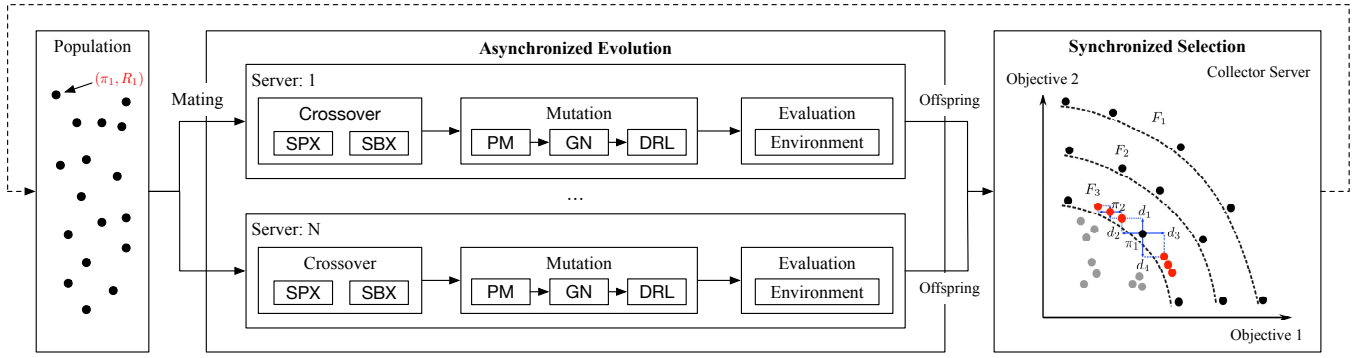 Population
(π₁, R₁)
Mating
Asynchronized Evolution
Server: 1
Crossover
SPX
SBX
Mutation
PM
GN
DRL
Evaluation
Environment
Offspring
...
Server: N
Crossover
SPX
SBX
Mutation
PM
GN
DRL
Evaluation
Environment
Offspring
Synchronized Selection
Collector Server
Objective 2
F₁
F₂
F₃
π₂
d₁
d₂
d₃
π₁
d₄
Objective 1